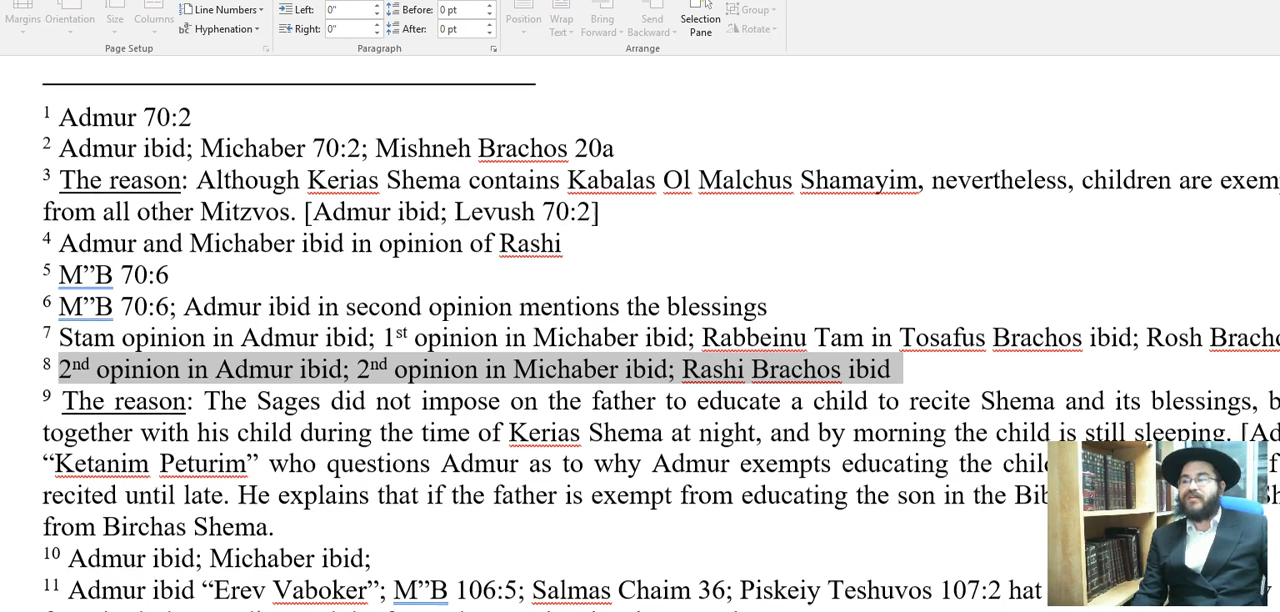 Margins Orientation Size Columns Line Numbers Left: 0" Before: 0 pt Position Wrap Bring Send Selection Group
Hyphenation Right: 0" After: 0 pt Text Forward Backward Pane Rotate
Page Setup Paragraph Arrange
1 Admur 70:2
2 Admur ibid; Michaber 70:2; Mishneh Brachos 20a
3 The reason: Although Kerias Shema contains Kabalas Ol Malchus Shamayim, nevertheless, children are
from all other Mitzvos. [Admur ibid; Levush 70:2]
4 Admur and Michaber ibid in opinion of Rashi
5 M”B 70:6
6 M”B 70:6; Admur ibid in second opinion mentions the blessings
7 Stam opinion in Admur ibid; 1st opinion in Michaber ibid; Rabbeinu Tam in Tosafus Brachos ibid; Rosh
8 2nd opinion in Admur ibid; 2nd opinion in Michaber ibid; Rashi Brachos ibid
9 The reason: The Sages did not impose on the father to educate a child to recite Shema and its blessings,
together with his child during the time of Kerias Shema at night, and by morning the child is still sleeping.
“Ketanim Peturim” who questions Admur as to why Admur exempts educating the
recited until late. He explains that if the father is exempt from educating the son in the
from Birchas Shema.
10 Admur ibid; Michaber ibid;
11 Admur ibid “Erev Vaboker”; M”B 106:5; Salmas Chaim 36; Piskeiy Teshuvos 107:2 hat